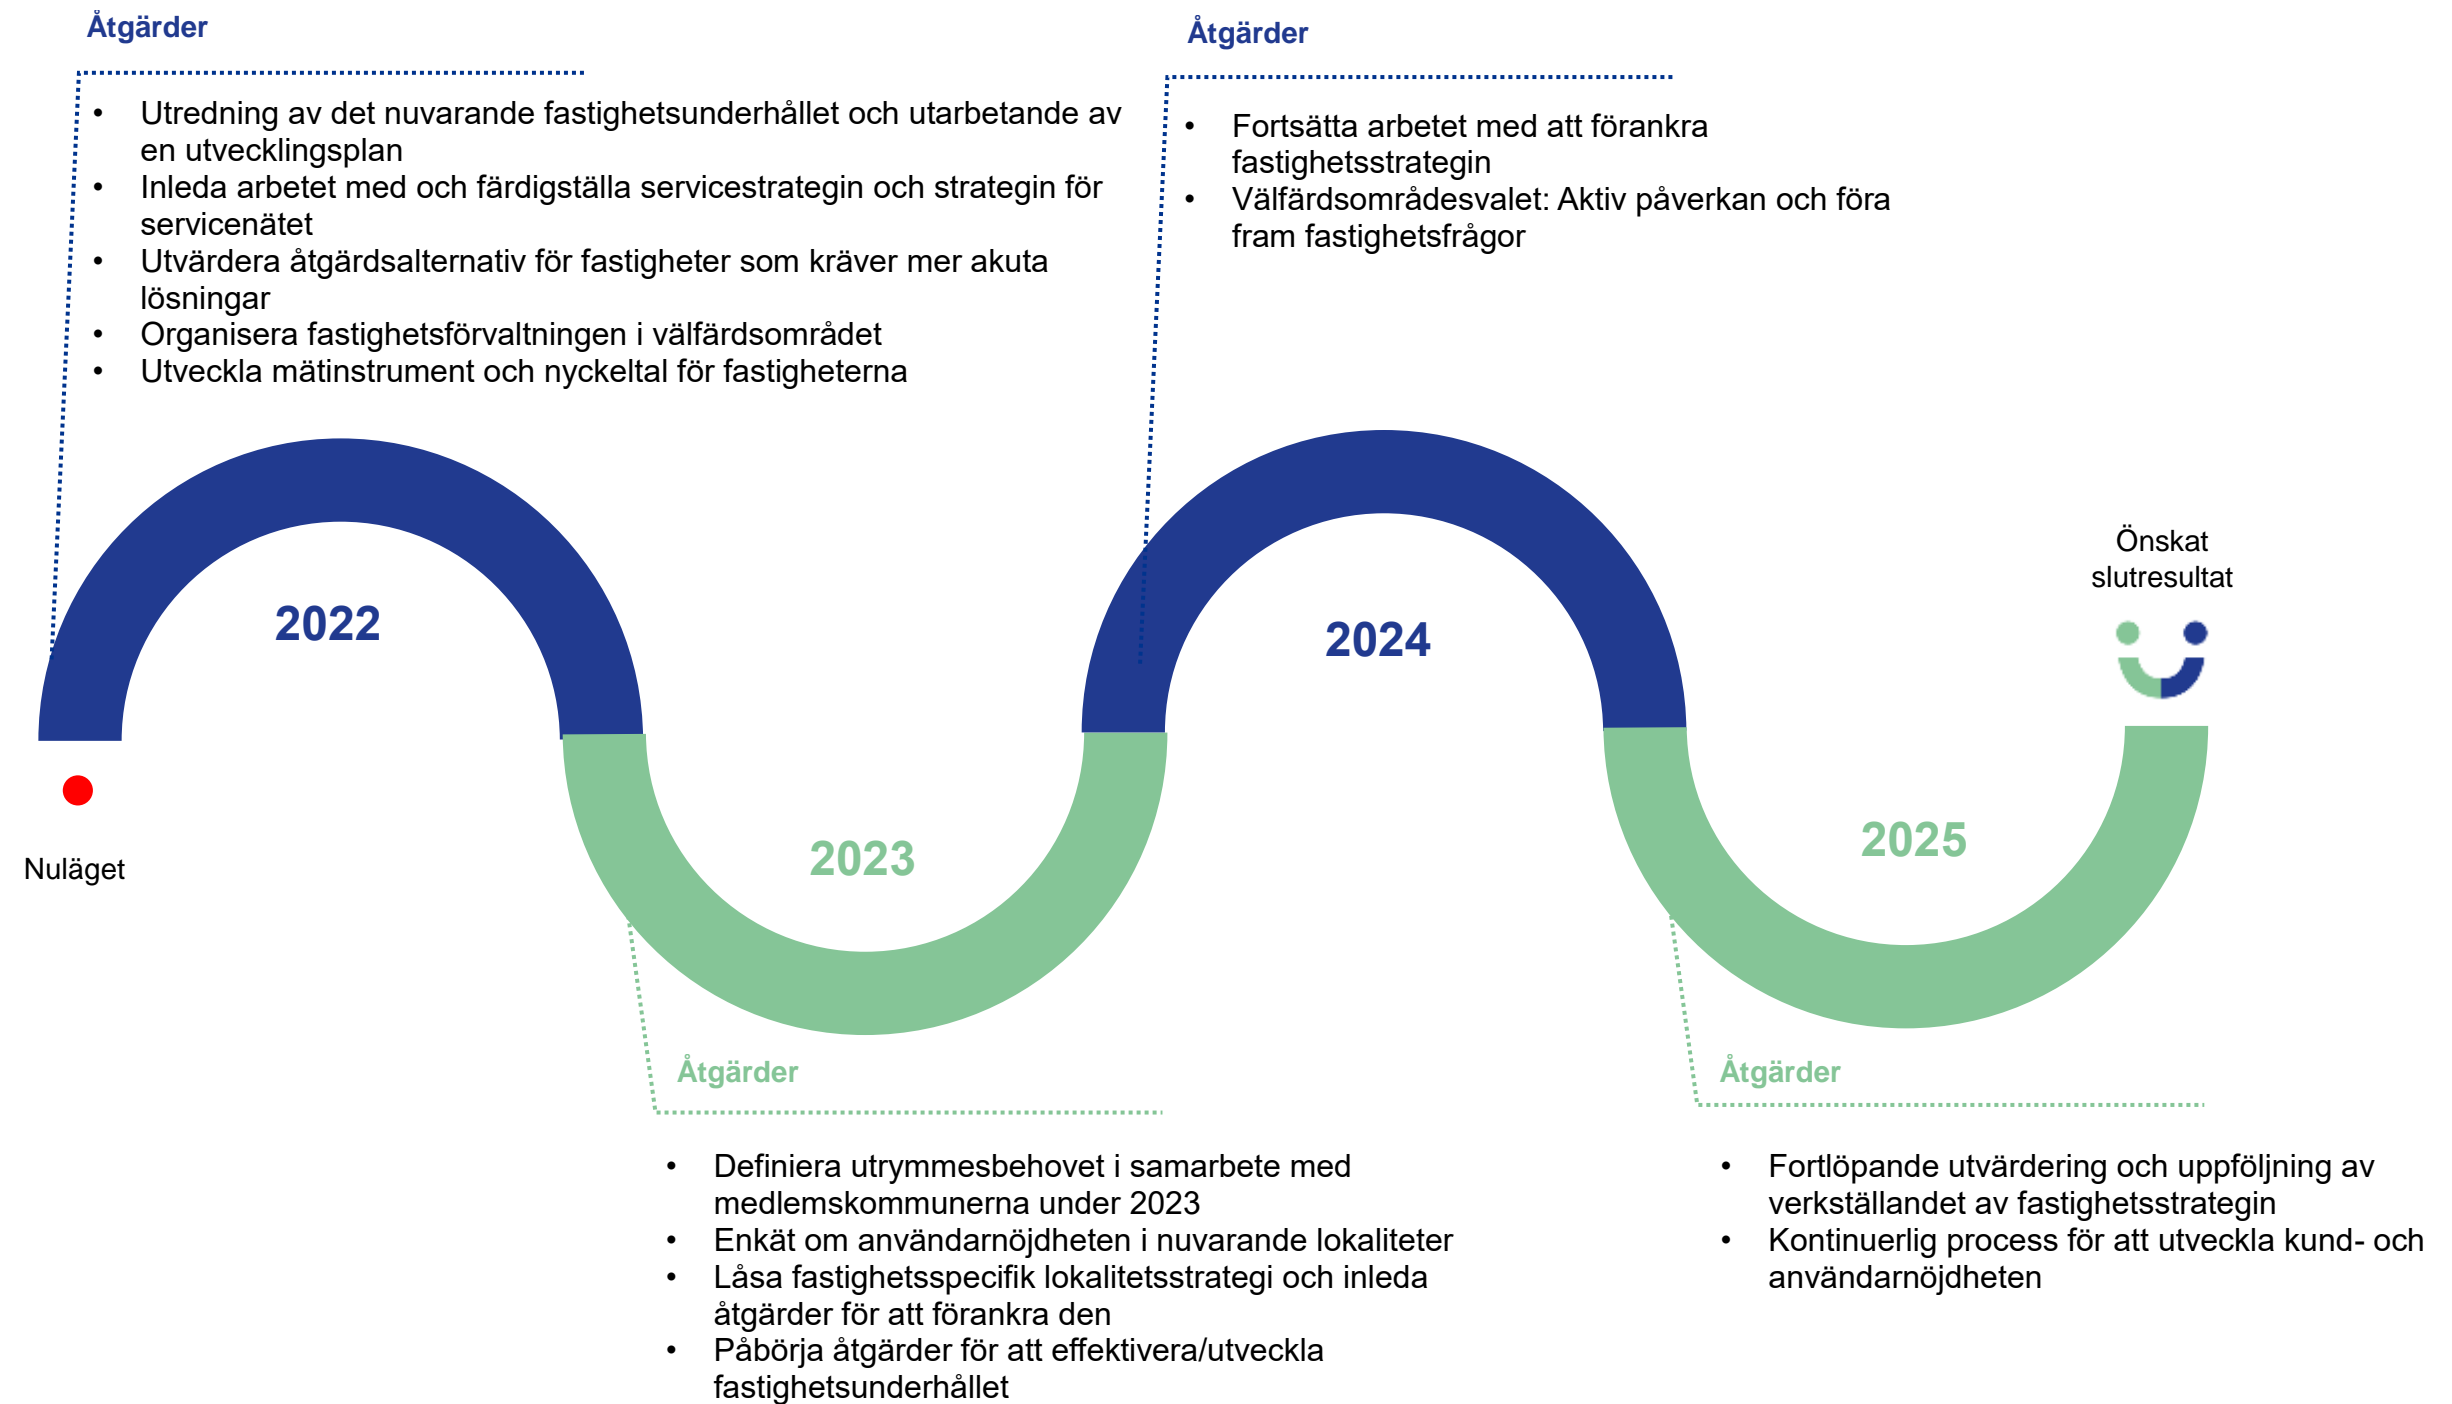 Åtgärder
• Utredning av det nuvarande fastighetsunderhållet och utarbetande av
en utvecklingsplan
• Inleda arbetet med och färdigställa servicestrategin och strategin för
servicenätet
• Utvärdera åtgärdsalternativ för fastigheter som kräver mer akuta
lösningar
• Organisera fastighetsförvaltningen i välfärdsområdet
• Utveckla mätinstrument och nyckeltal för fastigheterna
Åtgärder
• Fortsätta arbetet med att förankra
fastighetsstrategin
• Välfärdsområdesvalet: Aktiv påverkan och föra
fram fastighetsfrågor
2022
2024
Önskat
slutresultat
Nuläget
2023
2025
Åtgärder
• Definiera utrymmesbehovet i samarbete med
medlemskommunerna under 2023
• Enkät om användarnöjdheten i nuvarande lokaliteter
• Låsa fastighetsspecifik lokalitetsstrategi och inleda
åtgärder för att förankra den
• Påbörja åtgärder för att effektivera/utveckla
fastighetsunderhållet
Åtgärder
• Fortlöpande utvärdering och uppföljning av
verkställandet av fastighetsstrategin
• Kontinuerlig process för att utveckla kund- och
användarnöjdheten